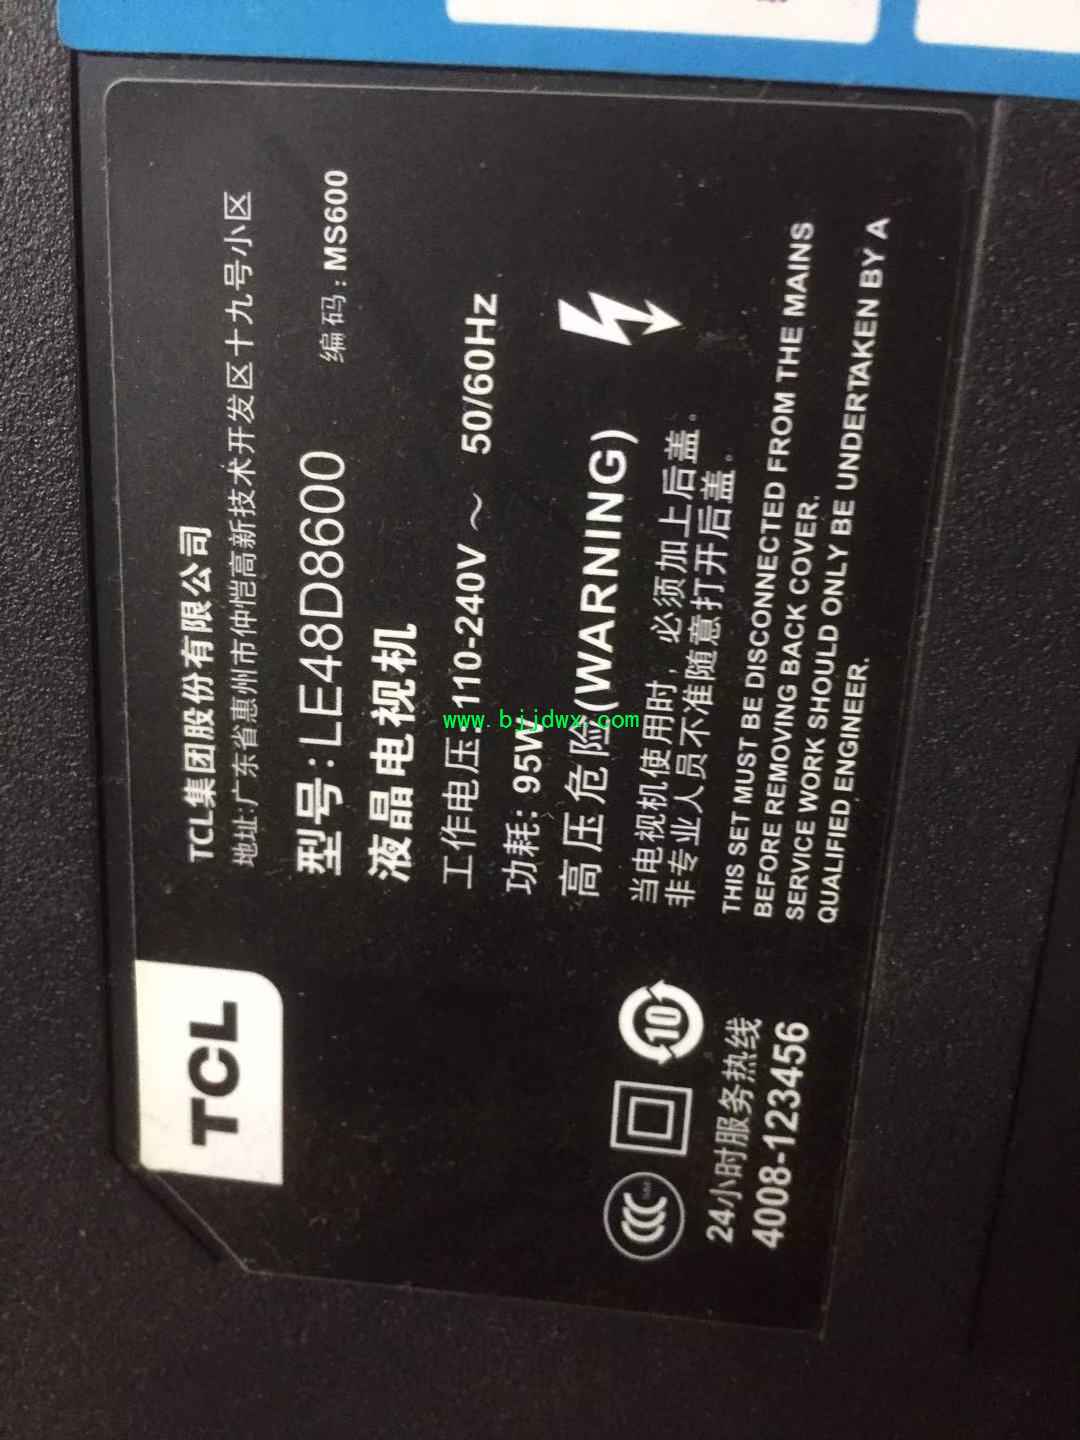 TCL
TCL集团股份有限公司
地址:广东省惠州市仲恺高新技术开发区十九号小区
型号:LE48D8600 编码:MS600
液晶电视机
工作电压:110-240V～ 50/60Hz
功耗:95W
高压危险(WARNING)
当电视机使用时，必须加上后盖。
非专业人员不准随意打开后盖。
THIS SET MUST BE DISCONNECTED FROM THE MAINS
BEFORE REMOVING BACK COVER.
SERVICE WORK SHOULD ONLY BE UNDERTAKEN BY A
QUALIFIED ENGINEER.
10
24小时服务热线
4008-123456
www.bjjdwx.com